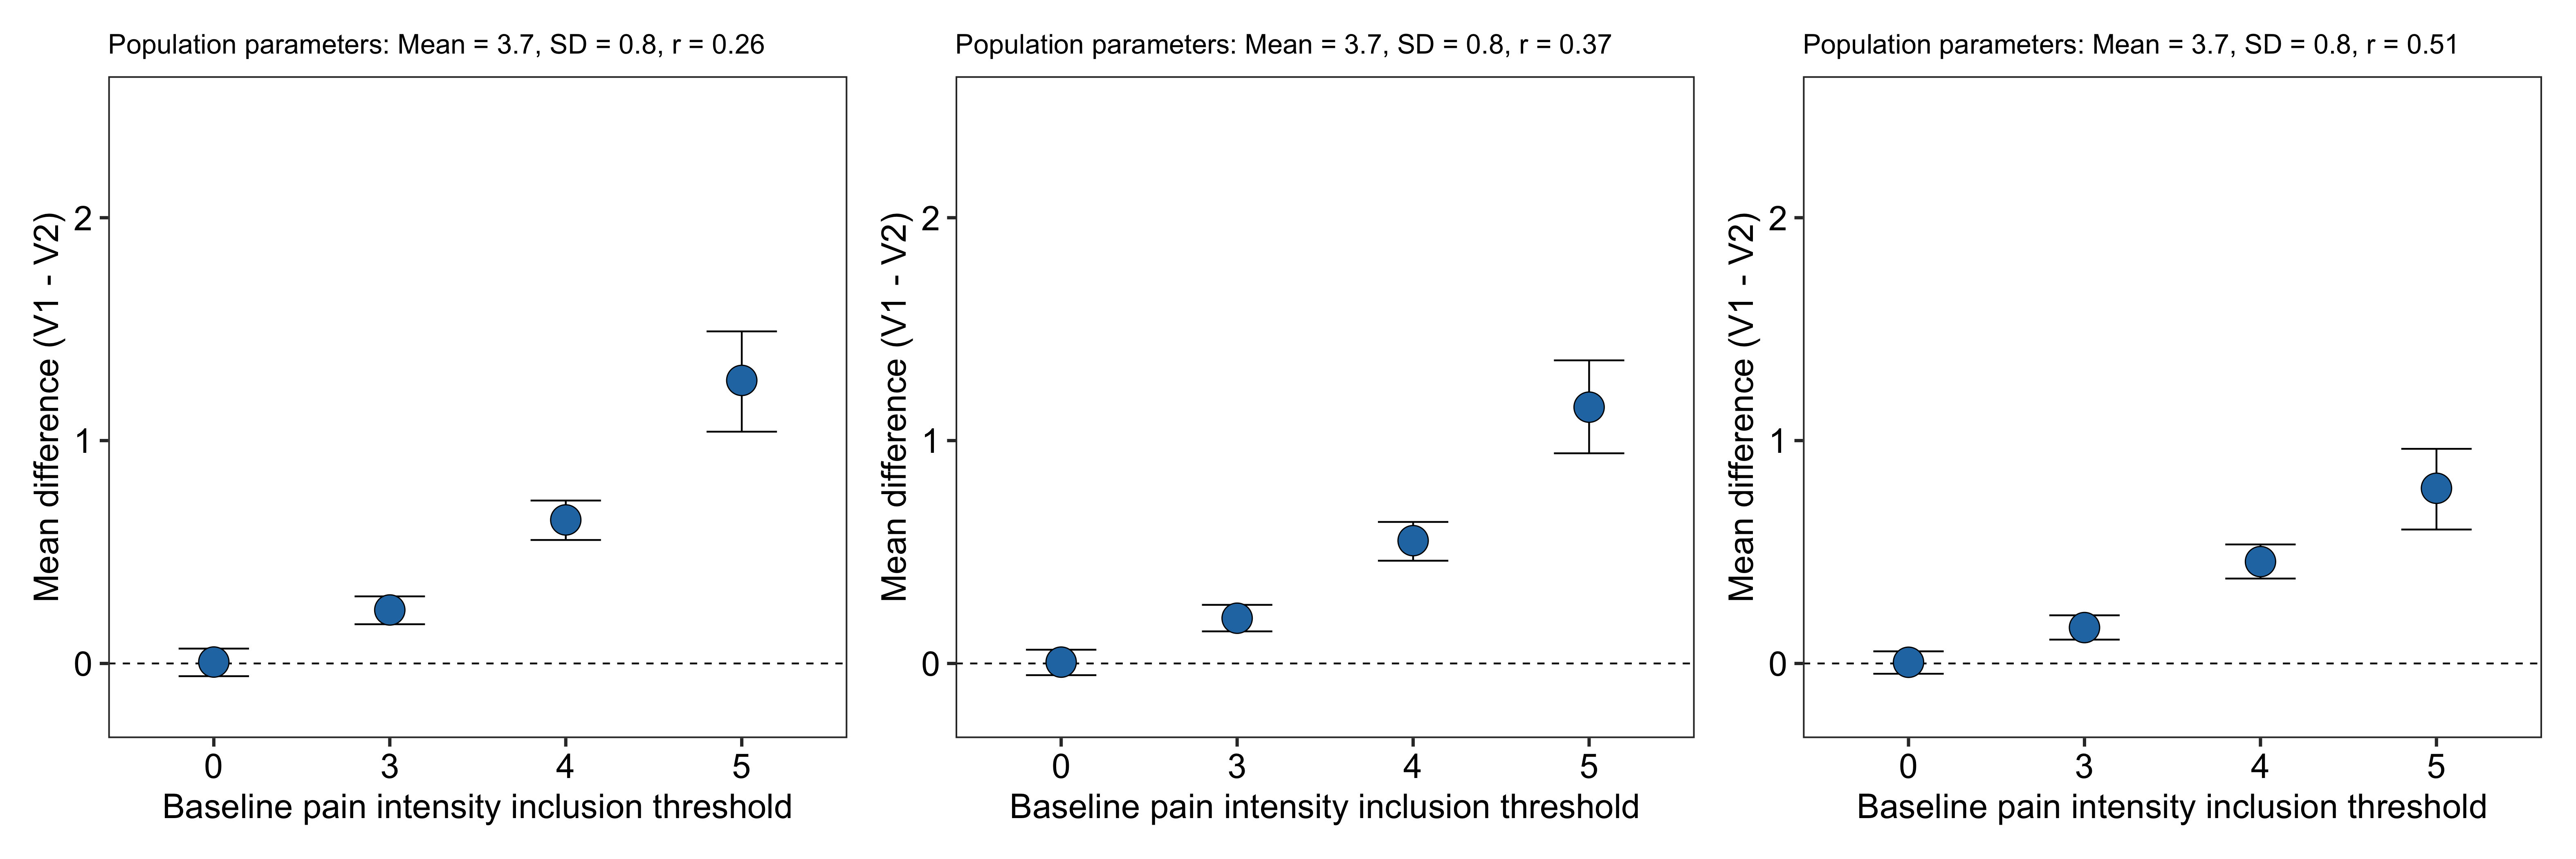 Population parameters: Mean = 3.7, SD = 0.8, r = 0.26
Mean difference (V1 - V2)
2
1
0
0 3 4 5
Baseline pain intensity inclusion threshold
Population parameters: Mean = 3.7, SD = 0.8, r = 0.37
Mean difference (V1 - V2)
2
1
0
0 3 4 5
Baseline pain intensity inclusion threshold
Population parameters: Mean = 3.7, SD = 0.8, r = 0.51
Mean difference (V1 - V2)
2
1
0
0 3 4 5
Baseline pain intensity inclusion threshold